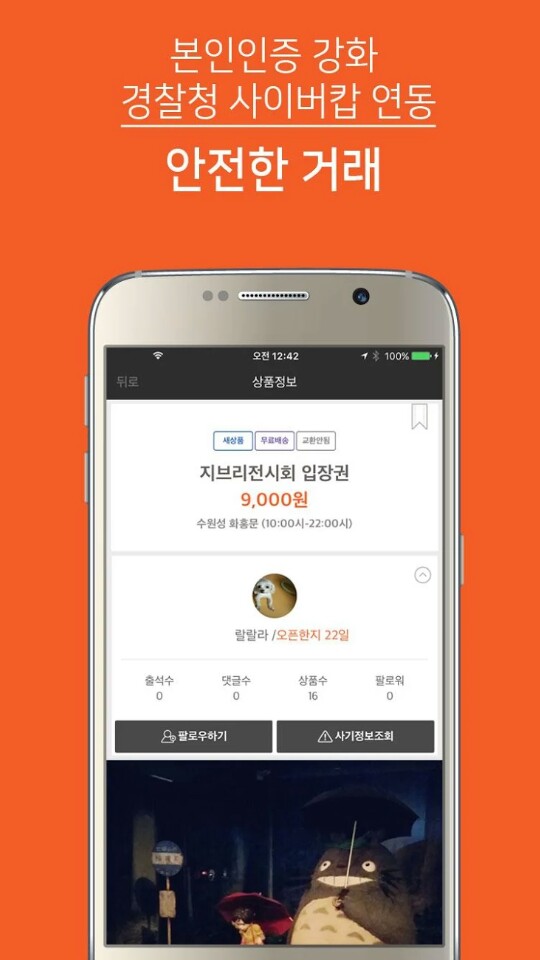 본인인증 강화
경찰청 사이버캅 연동
안전한 거래
오전 12:42
100%
뒤로
상품정보
새상품 무료배송 교환안됨
지브리전시회 입장권
9,000원
수원성 화홍문 (10:00시-22:00시)
랄랄라 /오픈한지 22일
출석수 댓글수 상품수 팔로워
0 0 16 0
팔로우하기 사기정보조회